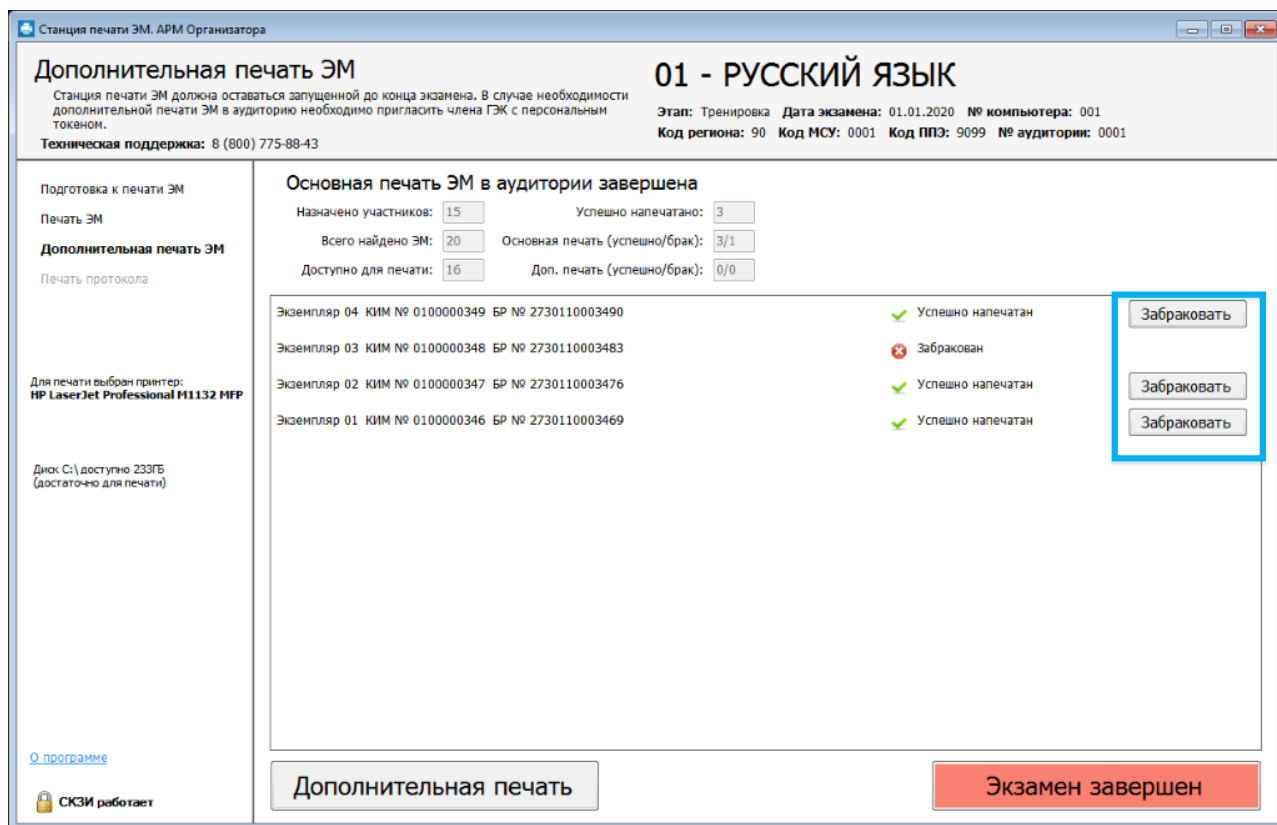 Станция печати ЭМ. АРМ Организатора
Дополнительная печать ЭМ
Станция печати ЭМ должна оставаться запущенной до конца экзамена. В случае необходимости
дополнительной печати ЭМ в аудиторию необходимо пригласить члена ГЭК с персональным
токеном.
Техническая поддержка: 8 (800) 775-88-43
01 - РУССКИЙ ЯЗЫК
Этап: Тренировка Дата экзамена: 01.01.2020 № компьютера: 001
Код региона: 90 Код МСУ: 0001 Код ППЭ: 9099 № аудитории: 0001
Подготовка к печати ЭМ
Печать ЭМ
Дополнительная печать ЭМ
Печать протокола
Для печати выбран принтер:
HP LaserJet Professional M1132 MFP
Диск C:\ доступно 233ГБ
(достаточно для печати)
О программе
СКЗИ работает
Основная печать ЭМ в аудитории завершена
Назначено участников: 15 Успешно напечатано: 3
Всего найдено ЭМ: 20 Основная печать (успешно/брак): 3/1
Доступно для печати: 16 Доп. печать (успешно/брак): 0/0
Экземпляр 04 КИМ № 0100000349 БР № 2730110003490 Успешно напечатан Забраковать
Экземпляр 03 КИМ № 0100000348 БР № 2730110003483 Забракован
Экземпляр 02 КИМ № 0100000347 БР № 2730110003476 Успешно напечатан Забраковать
Экземпляр 01 КИМ № 0100000346 БР № 2730110003469 Успешно напечатан Забраковать
Дополнительная печать Экзамен завершен